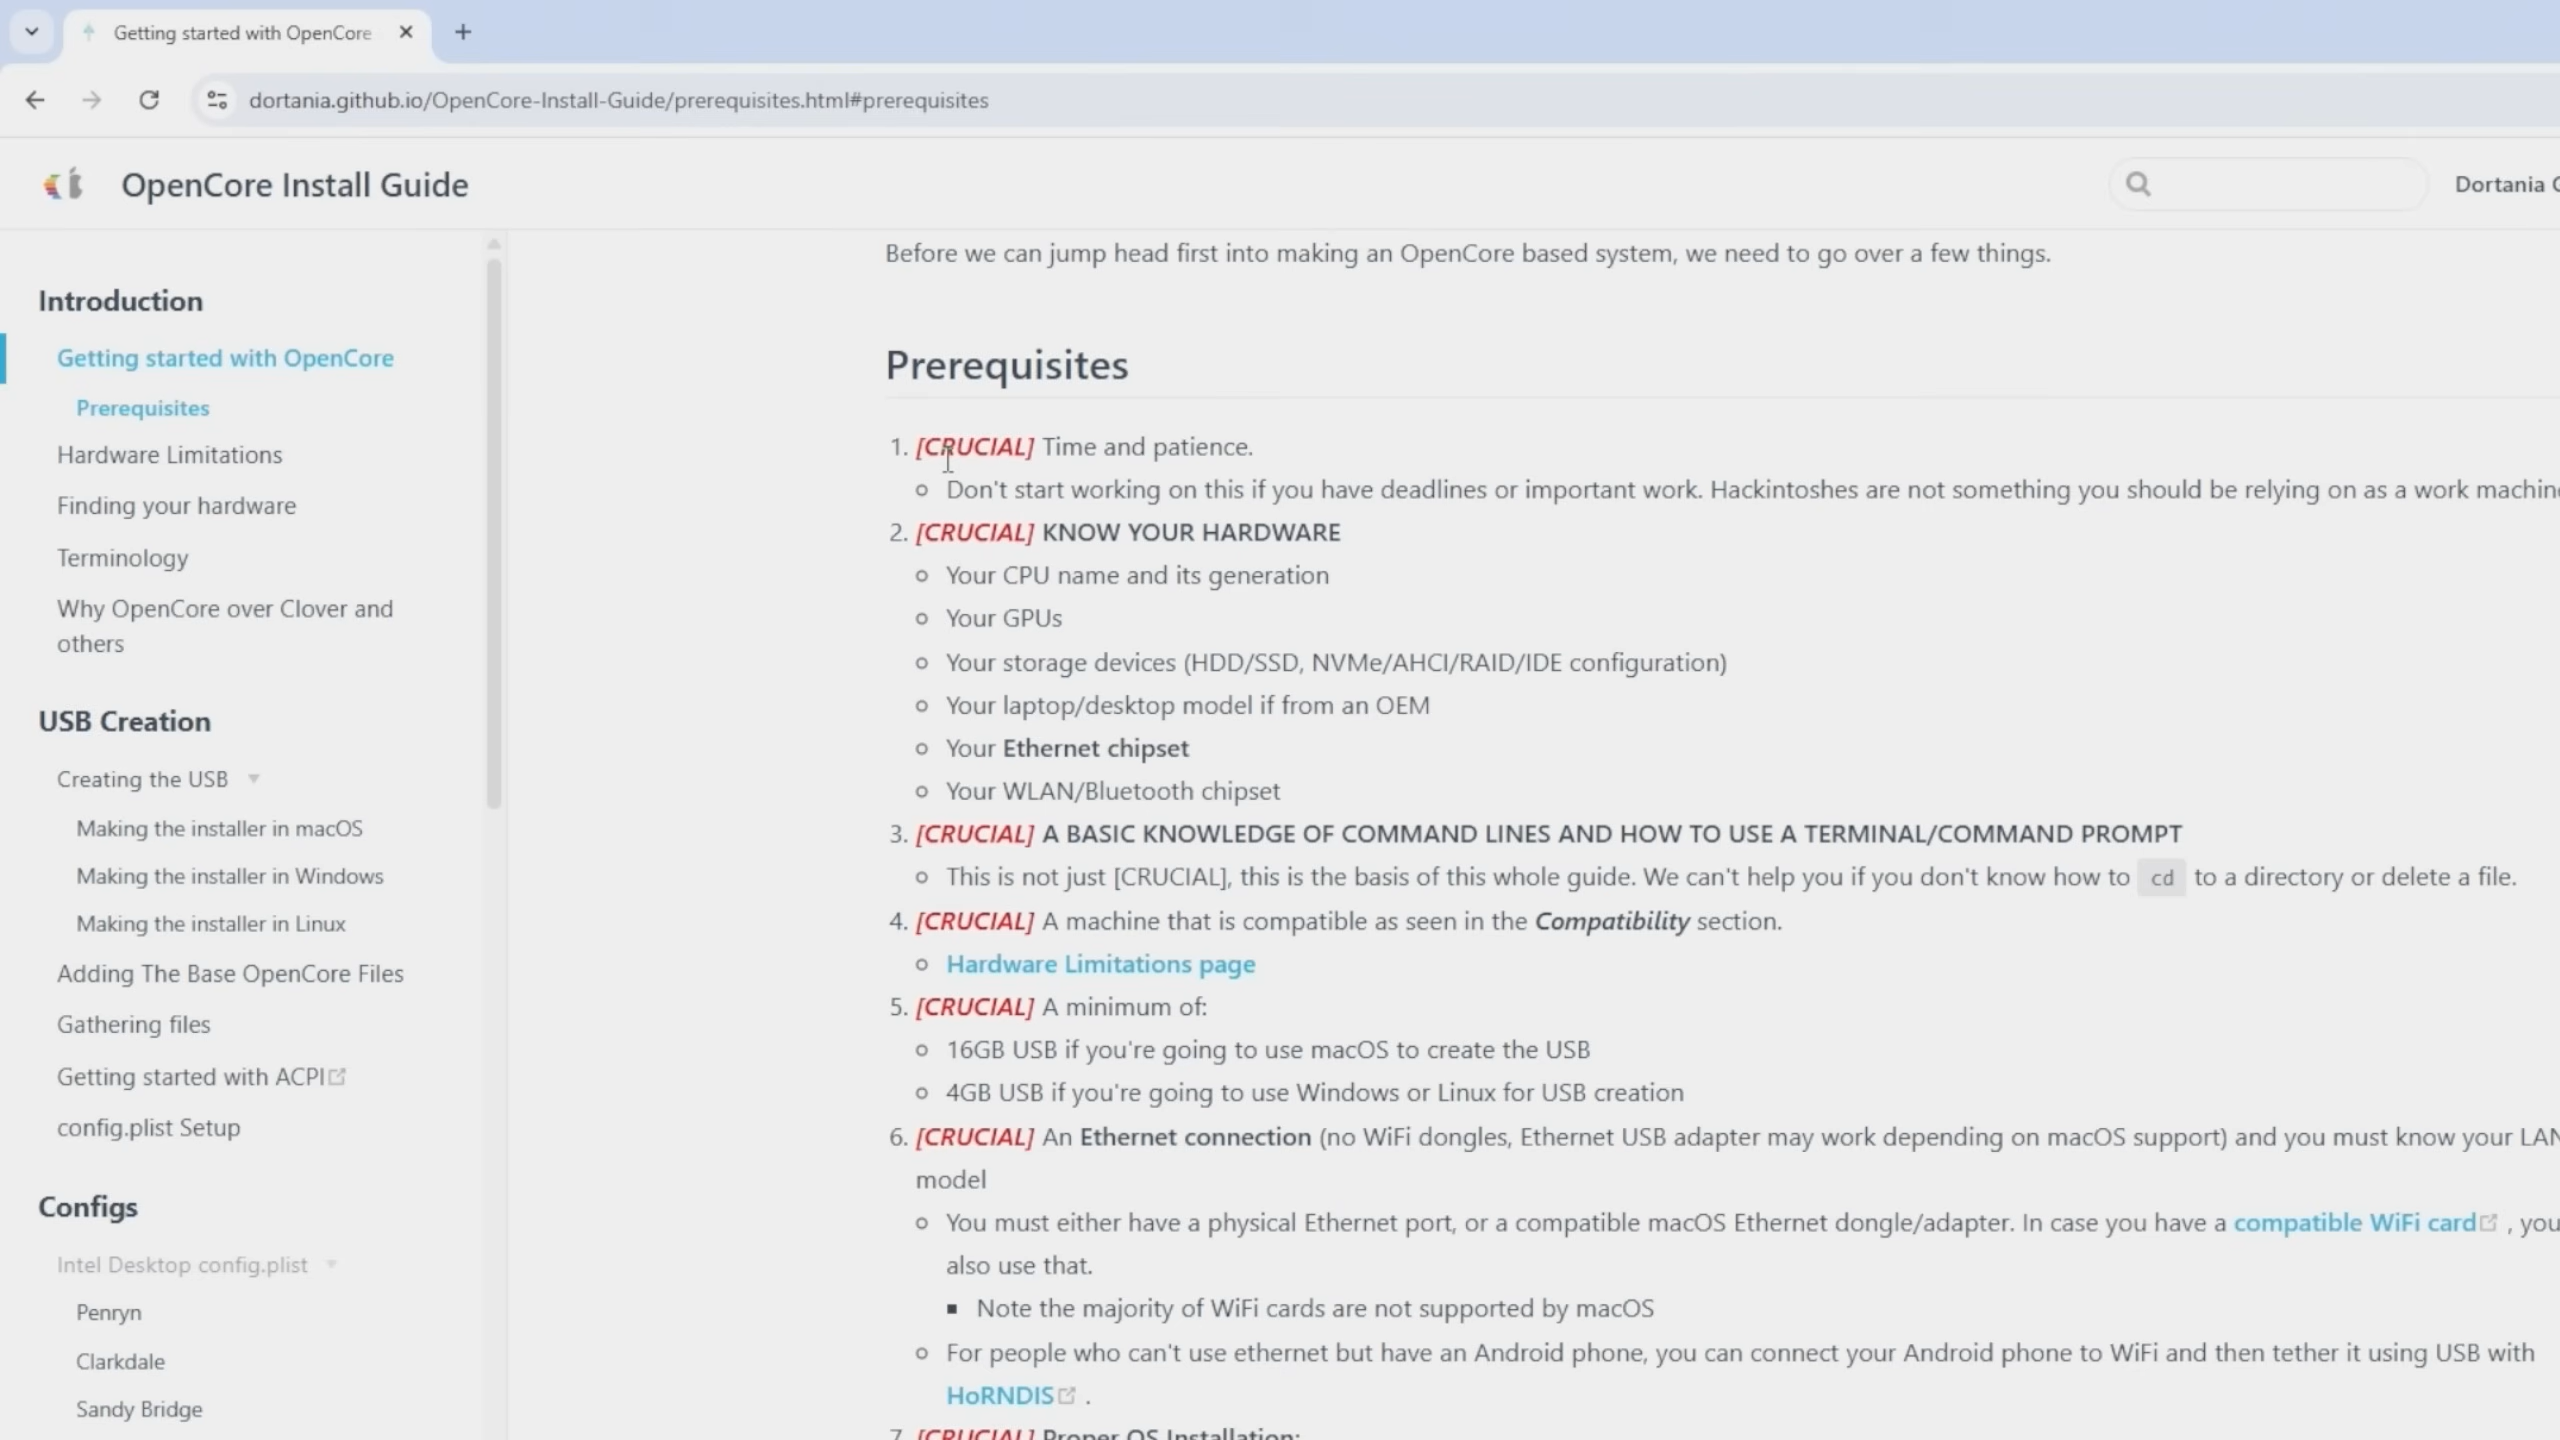 Getting started with OpenCore
dortania.github.io/OpenCore-Install-Guide/prerequisites.html#prerequisites
OpenCore Install Guide
Dortania
Introduction
Getting started with OpenCore
Prerequisites
Hardware Limitations
Finding your hardware
Terminology
Why OpenCore over Clover and
others
USB Creation
Creating the USB
Making the installer in macOS
Making the installer in Windows
Making the installer in Linux
Adding The Base OpenCore Files
Gathering files
Getting started with ACPI
config.plist Setup
Configs
Intel Desktop config.plist
Penryn
Clarkdale
Sandy Bridge
Before we can jump head first into making an OpenCore based system, we need to go over a few things.
Prerequisites
1. [CRUCIAL] Time and patience.
Don't start working on this if you have deadlines or important work. Hackintoshes are not something you should be relying on as a work machine
2. [CRUCIAL] KNOW YOUR HARDWARE
Your CPU name and its generation
Your GPUs
Your storage devices (HDD/SSD, NVMe/AHCI/RAID/IDE configuration)
Your laptop/desktop model if from an OEM
Your Ethernet chipset
Your WLAN/Bluetooth chipset
3. [CRUCIAL] A BASIC KNOWLEDGE OF COMMAND LINES AND HOW TO USE A TERMINAL/COMMAND PROMPT
This is not just [CRUCIAL], this is the basis of this whole guide. We can't help you if you don't know how to cd to a directory or delete a file.
4. [CRUCIAL] A machine that is compatible as seen in the Compatibility section.
Hardware Limitations page
5. [CRUCIAL] A minimum of:
16GB USB if you're going to use macOS to create the USB
4GB USB if you're going to use Windows or Linux for USB creation
6. [CRUCIAL] An Ethernet connection (no WiFi dongles, Ethernet USB adapter may work depending on macOS support) and you must know your LAN
model
You must either have a physical Ethernet port, or a compatible macOS Ethernet dongle/adapter. In case you have a compatible WiFi card , you
also use that.
Note the majority of WiFi cards are not supported by macOS
For people who can't use ethernet but have an Android phone, you can connect your Android phone to WiFi and then tether it using USB with
HoRNDIS .
7. [CRUCIAL] Proper OS Installation: